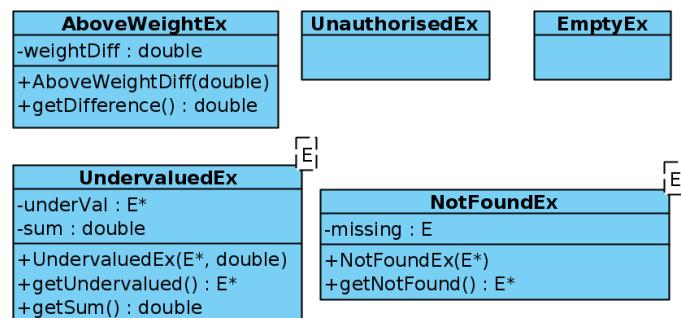 AboveWeightEx
-weightDiff : double
+AboveWeightDiff(double)
+getDifference() : double
UnauthorisedEx
EmptyEx
E
UndervaluedEx
-underVal : E*
-sum : double
+UndervaluedEx(E*, double)
+getUndervalued() : E*
+getSum() : double
E
NotFoundEx
-missing : E
+NotFoundEx(E*)
+getNotFound() : E*